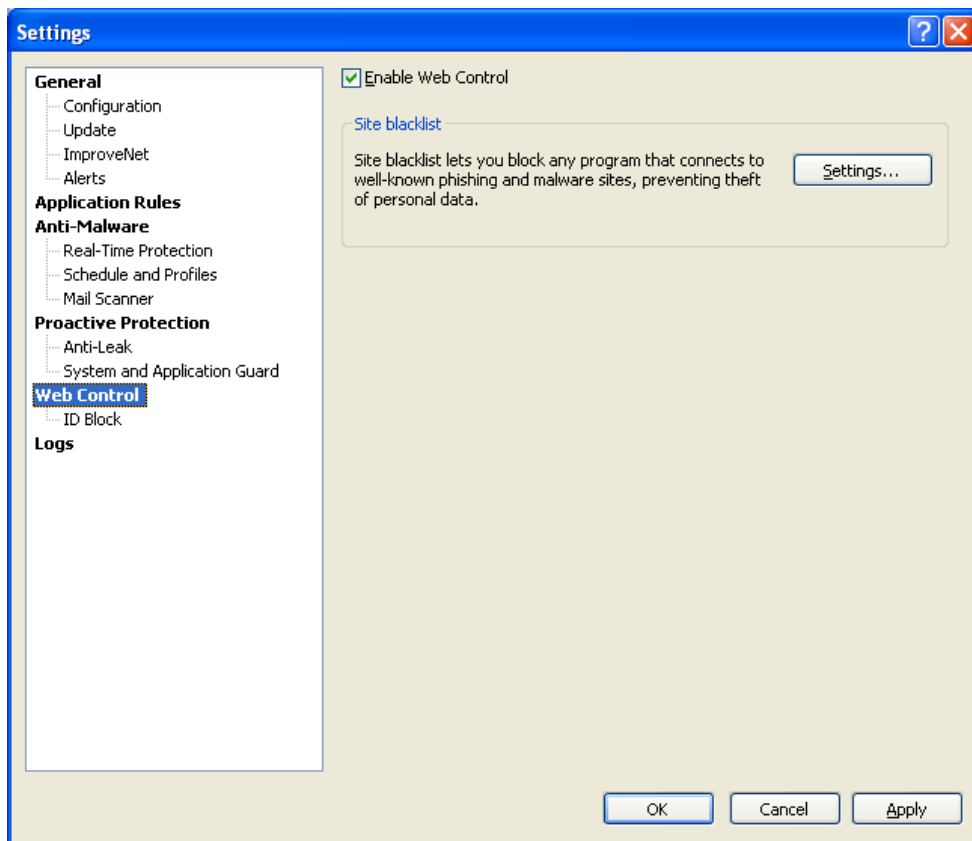 Settings
General
Configuration
Update
ImproveNet
Alerts
Application Rules
Anti-Malware
Real-Time Protection
Schedule and Profiles
Mail Scanner
Proactive Protection
Anti-Leak
System and Application Guard
Web Control
ID Block
Logs
Enable Web Control
Site blacklist
Site blacklist lets you block any program that connects to
well-known phishing and malware sites, preventing theft
of personal data.
Settings...
OK
Cancel
Apply